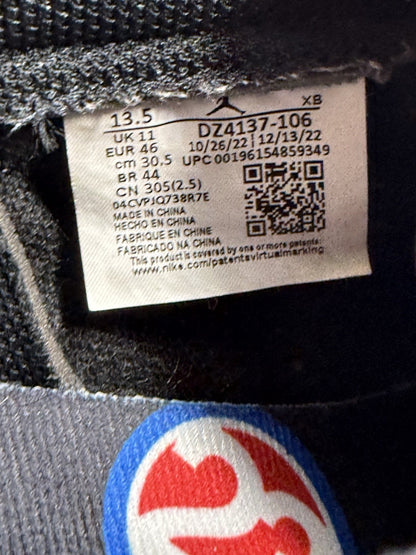 XB
13.5
UK 11 DZ4137-106
EUR 46 10/26/22 | 12/13/22
cm 30.5 UPC 00196154859349
BR 44
CN 305(2.5)
04CVPJQ738R7E
MADE IN CHINA
HECHO EN CHINA
FABRIQUE EN CHINE
FABRICADO NA CHINA
This product is covered by one or more patents:
www.nike.com/patentsvirtualmarking